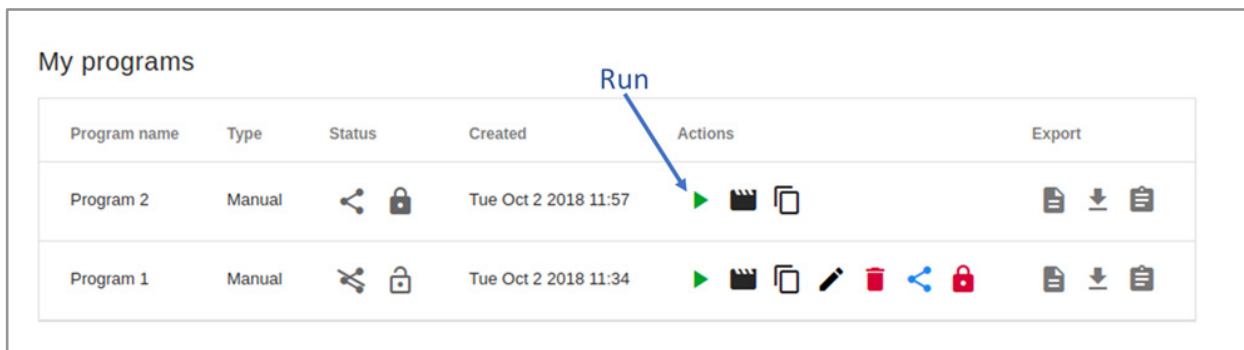 My programs
Run
Program name Type Status Created Actions Export
Program 2 Manual Tue Oct 2 2018 11:57
Program 1 Manual Tue Oct 2 2018 11:34